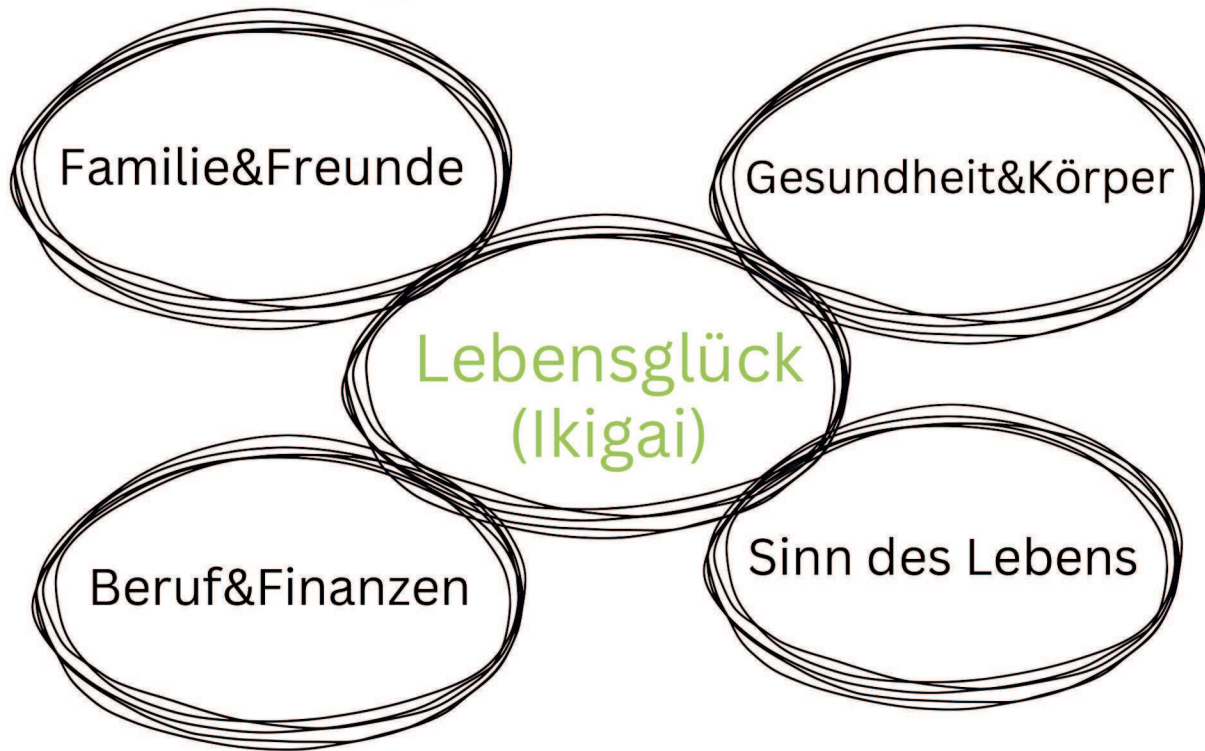 Familie&Freunde
Gesundheit&Körper
Lebensglück
(Ikigai)
Beruf&Finanzen
Sinn des Lebens